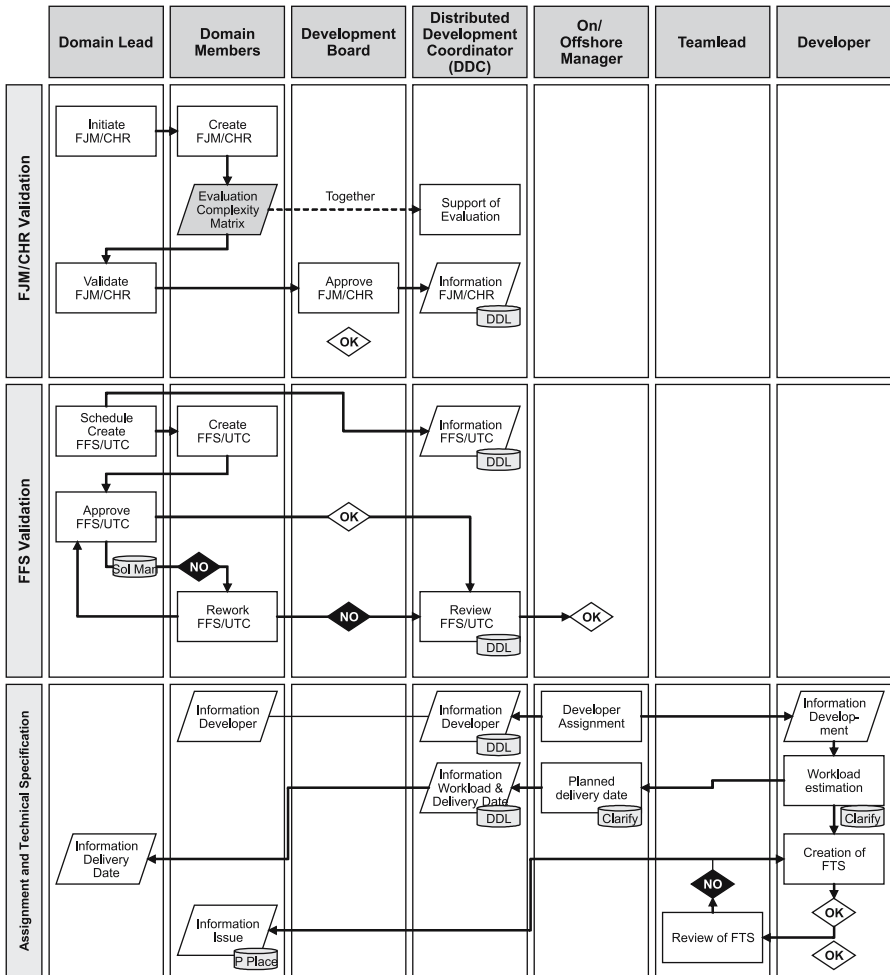 Domain Lead
Domain
Members
Development
Board
Distributed
Development
Coordinator
(DDC)
On/
Offshore
Manager
Teamlead
Developer
FJM/CHR Validation
Initiate
FJM/CHR
Create
FJM/CHR
Evaluation
Complexity
Matrix
Together
Support of
Evaluation
Validate
FJM/CHR
Approve
FJM/CHR
Information
FJM/CHR
DDL
OK
FFS Validation
Schedule
Create
FFS/UTC
Create
FFS/UTC
Information
FFS/UTC
DDL
Approve
FFS/UTC
OK
Sol Man
NO
Rework
FFS/UTC
NO
Review
FFS/UTC
DDL
OK
Assignment and Technical Specification
Information
Developer
Information
Developer
DDL
Developer
Assignment
Information
Develop-
ment
Information
Workload &
Delivery Date
DDL
Planned
delivery date
Clarify
Workload
estimation
Clarify
Information
Delivery
Date
Creation of
FTS
NO
OK
Information
Issue
P Place
Review of FTS
OK